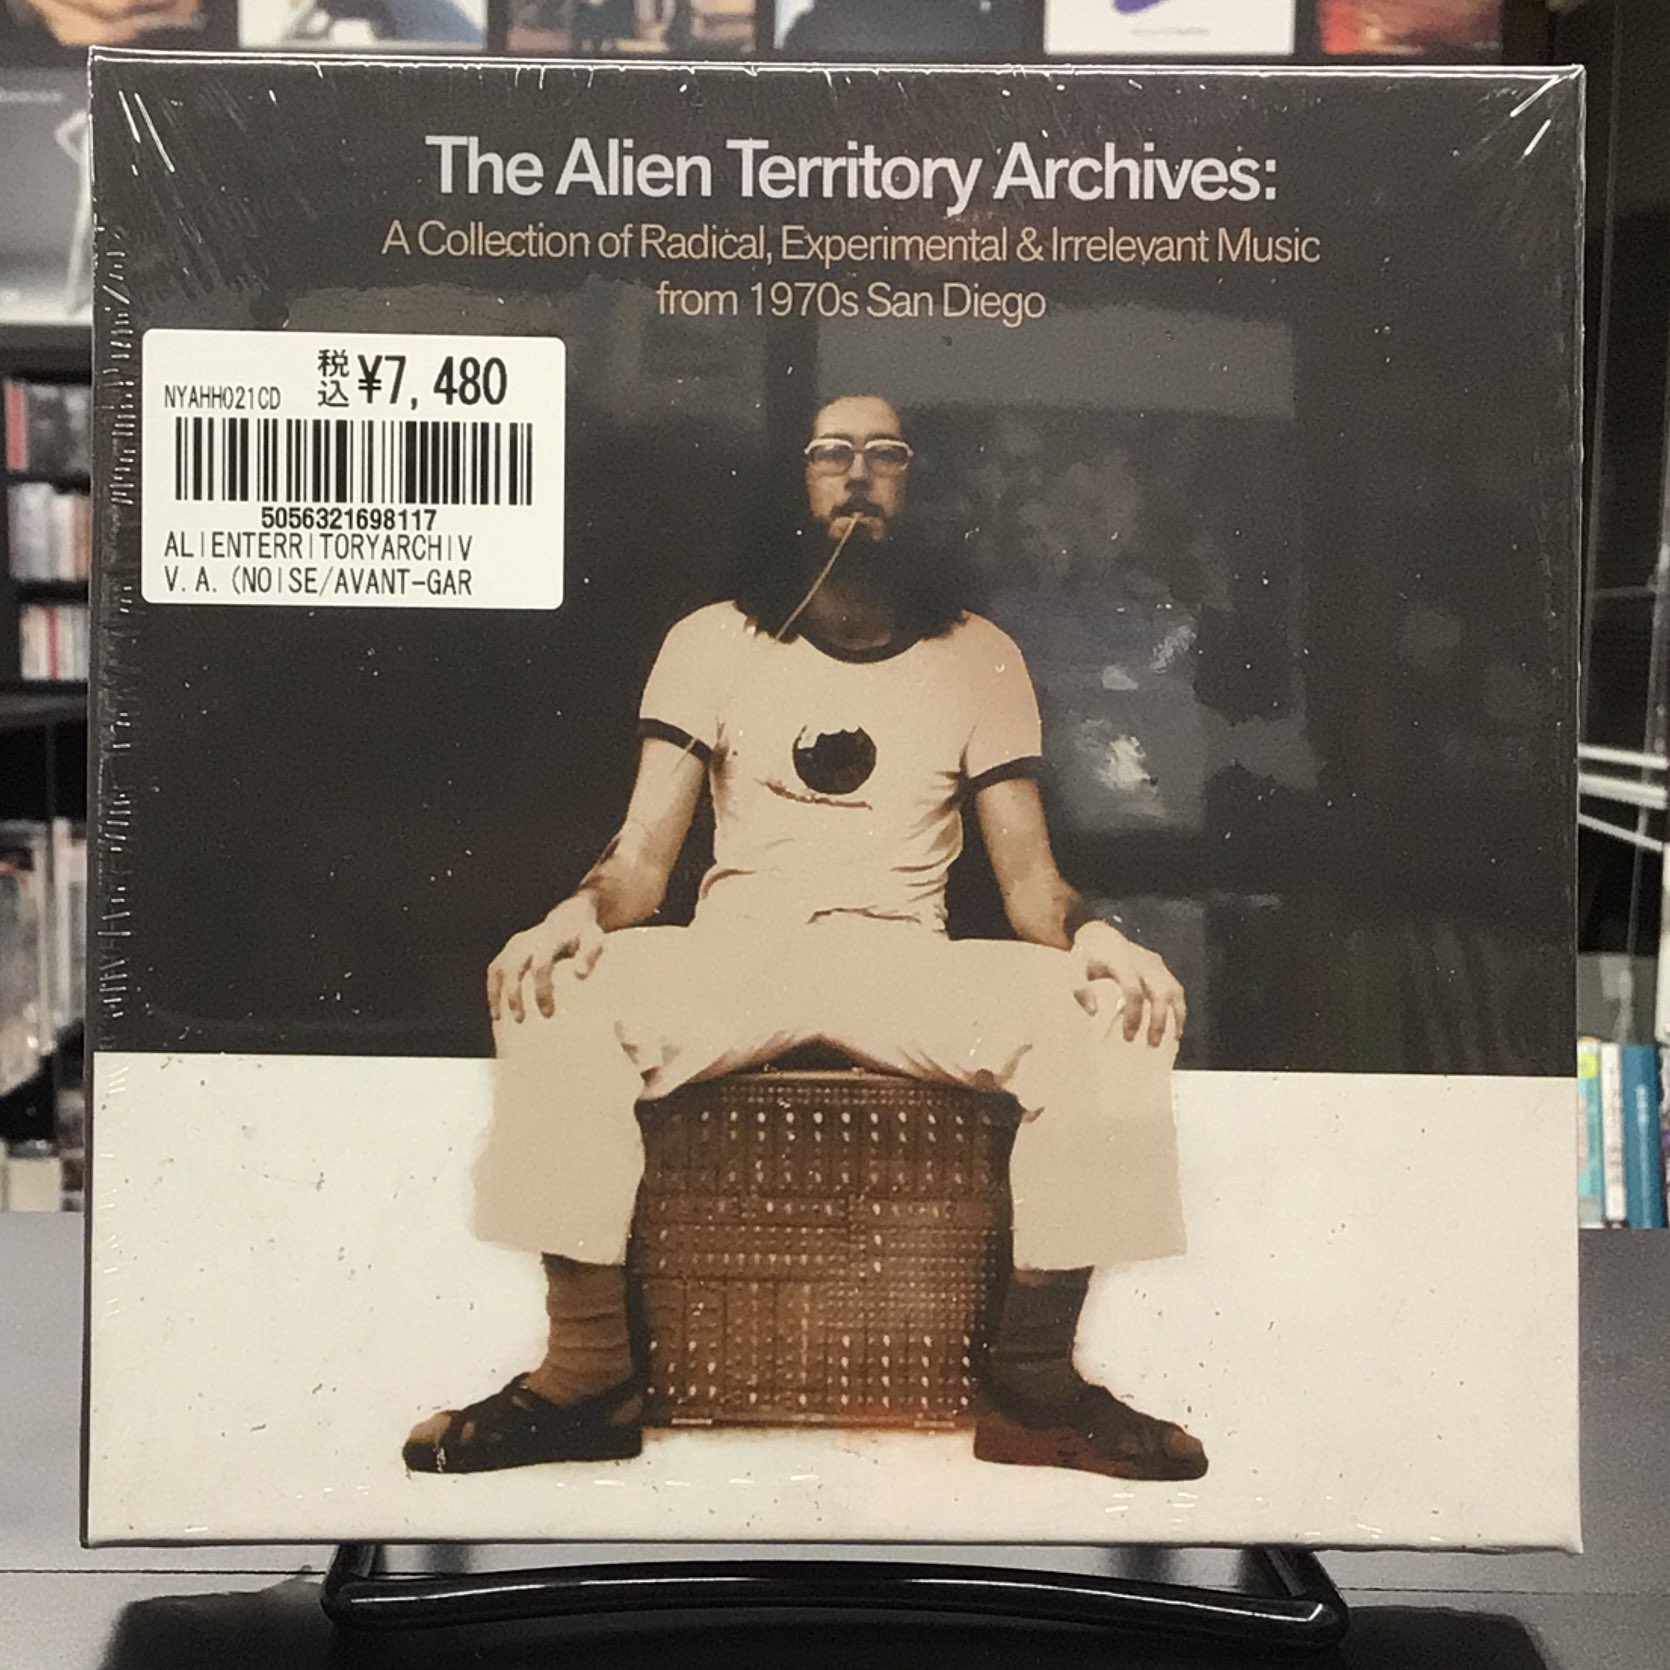 The Alien Territory Archives:
A Collection of Radical, Experimental & Irrelevant Music
from 1970s San Diego
NYAHH021CD 税込 ¥7,480
5056321698117
ALIENTERRITORYARCHIV
V.A. (NOISE/AVANT-GAR